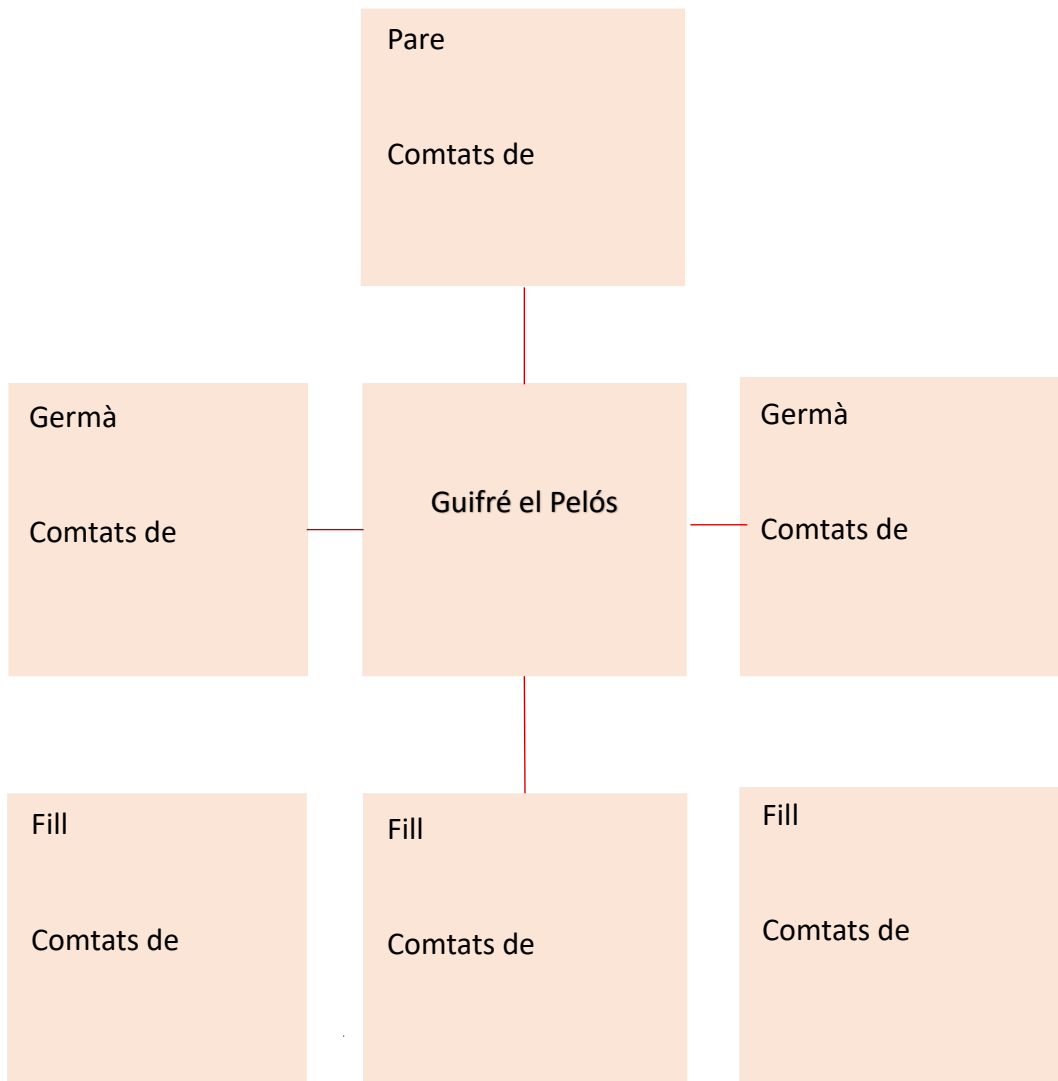 Pare
Comtats de
Germà
Comtats de
Guifré el Pelós
Germà
Comtats de
Fill
Comtats de
Fill
Comtats de
Fill
Comtats de